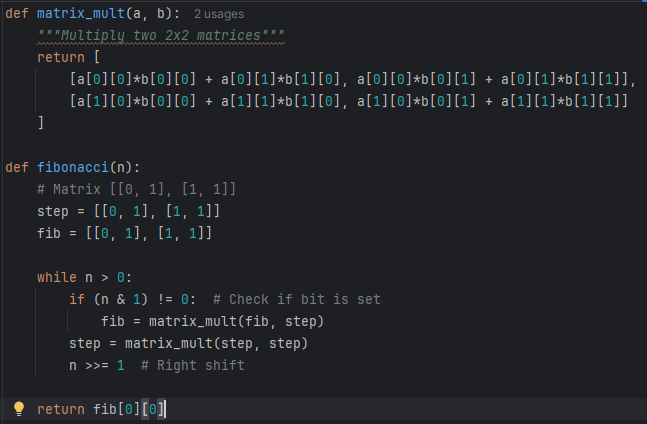 def matrix_mult(a, b): 2 usages
    """Multiply two 2x2 matrices"""
    return [
        [a[0][0]*b[0][0] + a[0][1]*b[1][0], a[0][0]*b[0][1] + a[0][1]*b[1][1]],
        [a[1][0]*b[0][0] + a[1][1]*b[1][0], a[1][0]*b[0][1] + a[1][1]*b[1][1]]
    ]
def fibonacci(n):
    # Matrix [[0, 1], [1, 1]]
    step = [[0, 1], [1, 1]]
    fib = [[0, 1], [1, 1]]
    while n > 0:
        if (n & 1) != 0:  # Check if bit is set
            fib = matrix_mult(fib, step)
        step = matrix_mult(step, step)
        n >>= 1  # Right shift
    return fib[0][0]